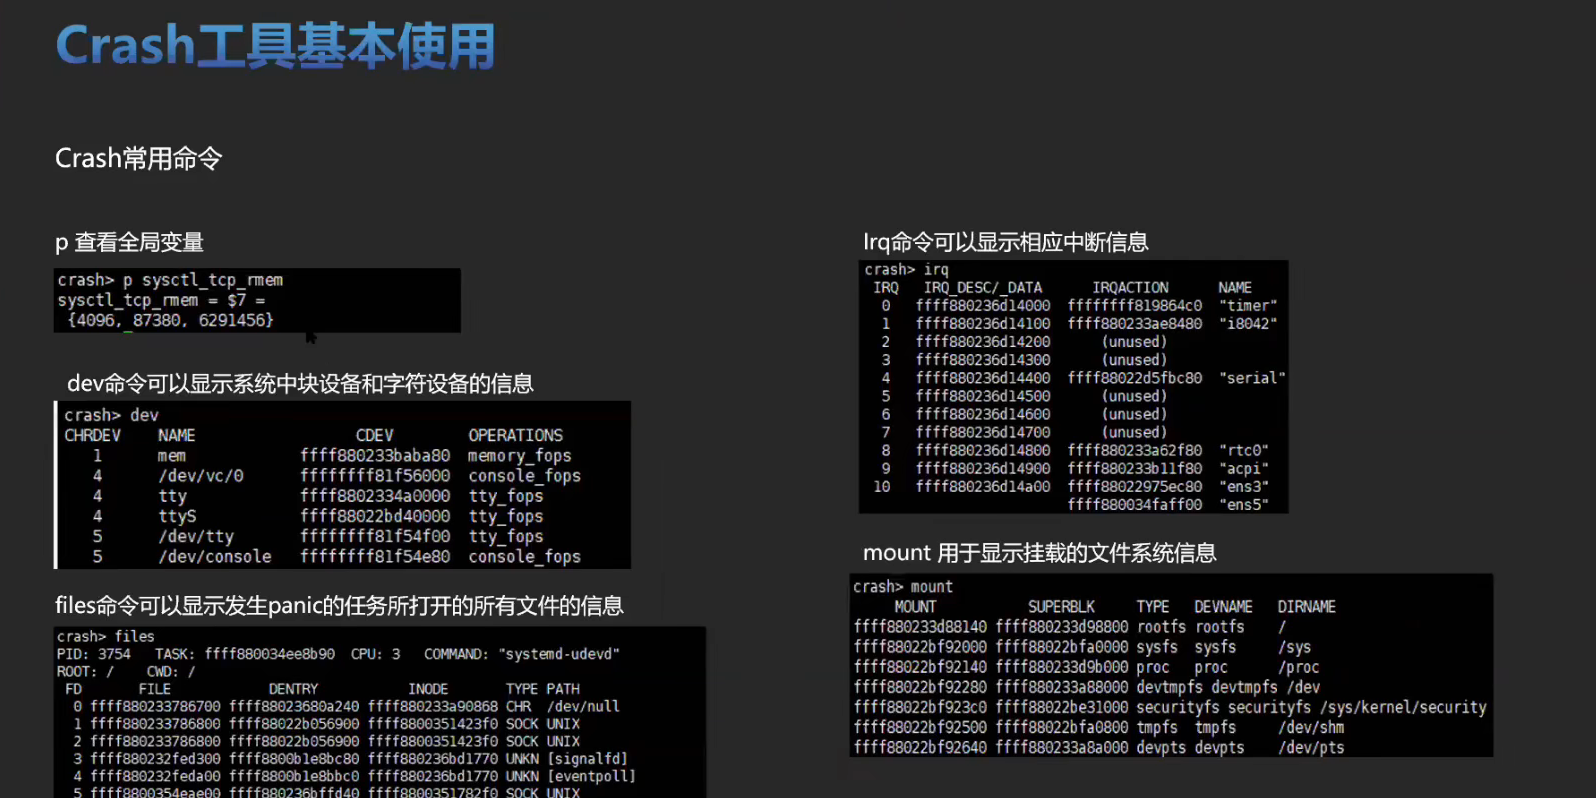 Crash工具基本使用
Crash常用命令
p 查看全局变量
crash> p sysctl_tcp_rmem
sysctl_tcp_rmem = $7 =
{4096, 87380, 6291456}
dev命令可以显示系统中块设备和字符设备的信息
crash> dev
CHRDEV NAME CDEV OPERATIONS
1 mem ffff880233baba80 memory_fops
4 /dev/vc/0 ffffffff81f56000 console_fops
4 tty ffff8802334a0000 tty_fops
4 ttyS ffff88022bd40000 tty_fops
5 /dev/tty ffffffff81f54f00 tty_fops
5 /dev/console ffffffff81f54e80 console_fops
files命令可以显示发生panic的任务所打开的所有文件的信息
crash> files
PID: 3754 TASK: ffff880034ee8b90 CPU: 3 COMMAND: "systemd-udevd"
ROOT: / CWD: /
FD FILE DENTRY INODE TYPE PATH
0 ffff880233786700 ffff88023680a240 ffff880233a90868 CHR /dev/null
1 ffff880233786800 ffff88022b056900 ffff8800351423f0 SOCK UNIX
2 ffff880233786800 ffff88022b056900 ffff8800351423f0 SOCK UNIX
3 ffff880232fed300 ffff8800b1e8bc80 ffff880236bd1770 UNKN [signalfd]
4 ffff880232feda00 ffff8800b1e8bbc0 ffff880236bd1770 UNKN [eventpoll]
5 ffff8800354eae00 ffff880236bffd40 ffff8800351782f0 SOCK UNIX
Irq命令可以显示相应中断信息
crash> irq
IRQ IRQ_DESC/_DATA IRQACTION NAME
0 ffff880236d14000 ffffffff819864c0 "timer"
1 ffff880236d14100 ffff880233ae8480 "i8042"
2 ffff880236d14200 (unused)
3 ffff880236d14300 (unused)
4 ffff880236d14400 ffff88022d5fbc80 "serial"
5 ffff880236d14500 (unused)
6 ffff880236d14600 (unused)
7 ffff880236d14700 (unused)
8 ffff880236d14800 ffff880233a62f80 "rtc0"
9 ffff880236d14900 ffff880233b11f80 "acpi"
10 ffff880236d14a00 ffff88022975ec80 "ens3"
ffff880034faff00 "ens5"
mount 用于显示挂载的文件系统信息
crash> mount
MOUNT SUPERBLK TYPE DEVNAME DIRNAME
ffff880233d88140 ffff880233d98800 rootfs rootfs /
ffff88022bf92000 ffff88022bfa0000 sysfs sysfs /sys
ffff88022bf92140 ffff880233d9b000 proc proc /proc
ffff88022bf92280 ffff880233a88000 devtmpfs devtmpfs /dev
ffff88022bf923c0 ffff88022be31000 securityfs securityfs /sys/kernel/security
ffff88022bf92500 ffff88022bfa0800 tmpfs tmpfs /dev/shm
ffff88022bf92640 ffff880233a8a000 devpts devpts /dev/pts